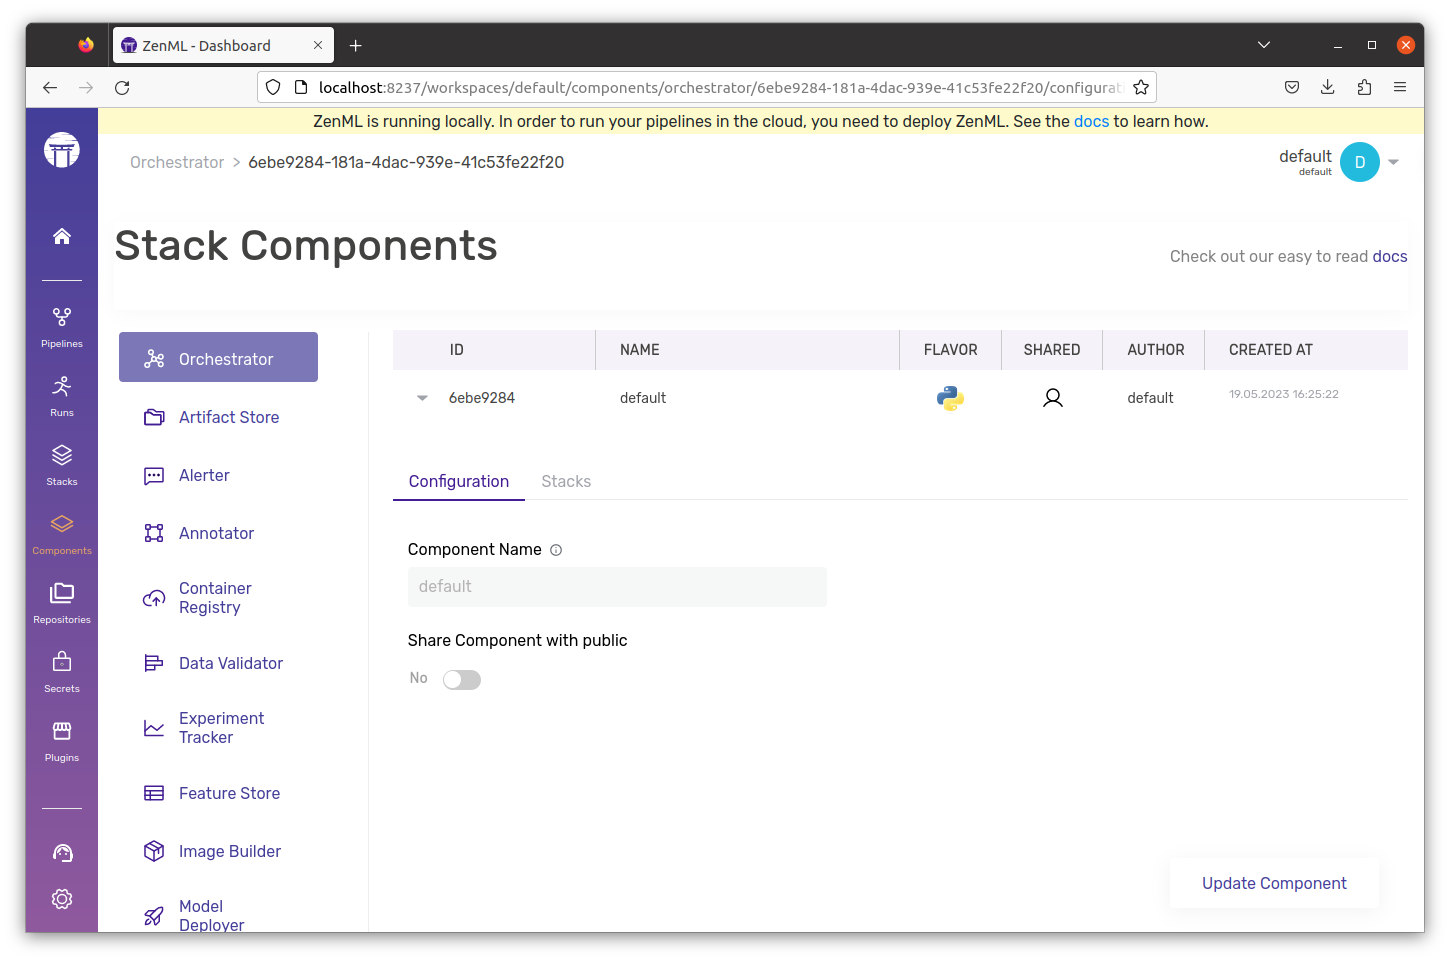 ZenML - Dashboard
localhost:8237/workspaces/default/components/orchestrator/6ebe9284-181a-4dac-939e-41c53fe22f20/configurati
ZenML is running locally. In order to run your pipelines in the cloud, you need to deploy ZenML. See the docs to learn how.
Orchestrator > 6ebe9284-181a-4dac-939e-41c53fe22f20
default
default
D
Stack Components
Check out our easy to read docs
Pipelines
Runs
Stacks
Components
Repositories
Secrets
Plugins
Orchestrator
Artifact Store
Alerter
Annotator
Container
Registry
Data Validator
Experiment
Tracker
Feature Store
Image Builder
Model
Deployer
ID NAME FLAVOR SHARED AUTHOR CREATED AT
6ebe9284 default default 19.05.2023 16:25:22
Configuration Stacks
Component Name
default
Share Component with public
No
Update Component